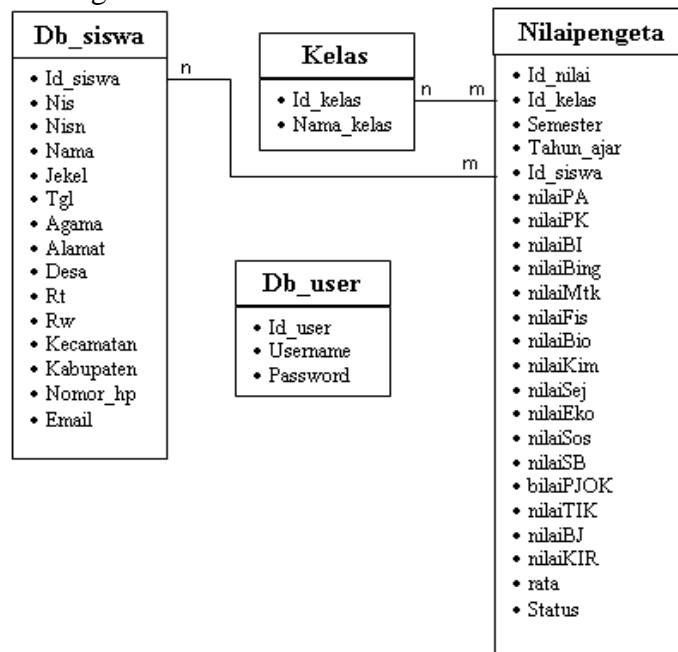 Db_siswa
• Id_siswa
• Nis
• Nisn
• Nama
• Jekel
• Tgl
• Agama
• Alamat
• Desa
• Rt
• Rw
• Kecamatan
• Kabupaten
• Nomor_hp
• Email
n
m
Kelas
• Id_kelas
• Nama_kelas
n m
Db_user
• Id_user
• Username
• Password
Nilaipengeta
• Id_nilai
• Id_kelas
• Semester
• Tahun_ajar
• Id_siswa
• nilaiPA
• nilaiPK
• nilaiBI
• nilaiBing
• nilaiMtk
• nilaiFis
• nilaiBio
• nilaiKim
• nilaiSej
• nilaiEko
• nilaiSos
• nilaiSB
• bilaiPJOK
• nilaiTIK
• nilaiBJ
• nilaiKIR
• rata
• Status